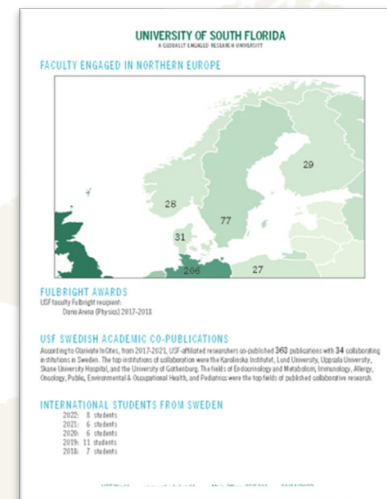 UNIVERSITY OF SOUTH FLORIDA
A GLOBALLY ENGAGED RESEARCH UNIVERSITY
FACULTY ENGAGED IN NORTHERN EUROPE
29
28
77
31
206
27
FULBRIGHT AWARDS
USF faculty Fulbright recipient:
Dario Arena (Physics) 2017-2018
USF SWEDISH ACADEMIC CO-PUBLICATIONS
According to Clarivate InCites, from 2017-2021, USF-affiliated researchers co-published 363 publications with 34 collaborating
institutions in Sweden. The top institutions of collaboration were the Karolinska Institutet, Lund University, Uppsala University,
Skane University Hospital, and the University of Gothenburg. The fields of Endocrinology and Metabolism, Immunology, Allergy,
Oncology, Public, Environmental & Occupational Health, and Pediatrics were the top fields of published collaborative research.
INTERNATIONAL STUDENTS FROM SWEDEN
2022: 8 students
2021: 6 students
2020: 6 students
2019: 11 students
2018: 7 students